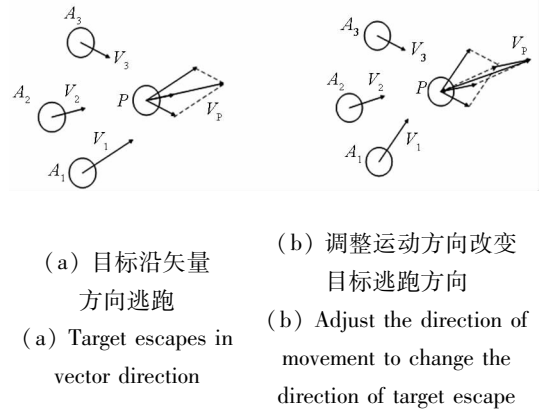 A3
V3
A2
V2
P
VP
V1
A1
A3
V3
A2
V2
P
VP
A1
V1
(a) 目标沿矢量
方向逃跑
(a) Target escapes in
vector direction
(b) 调整运动方向改变
目标逃跑方向
(b) Adjust the direction of
movement to change the
direction of target escape